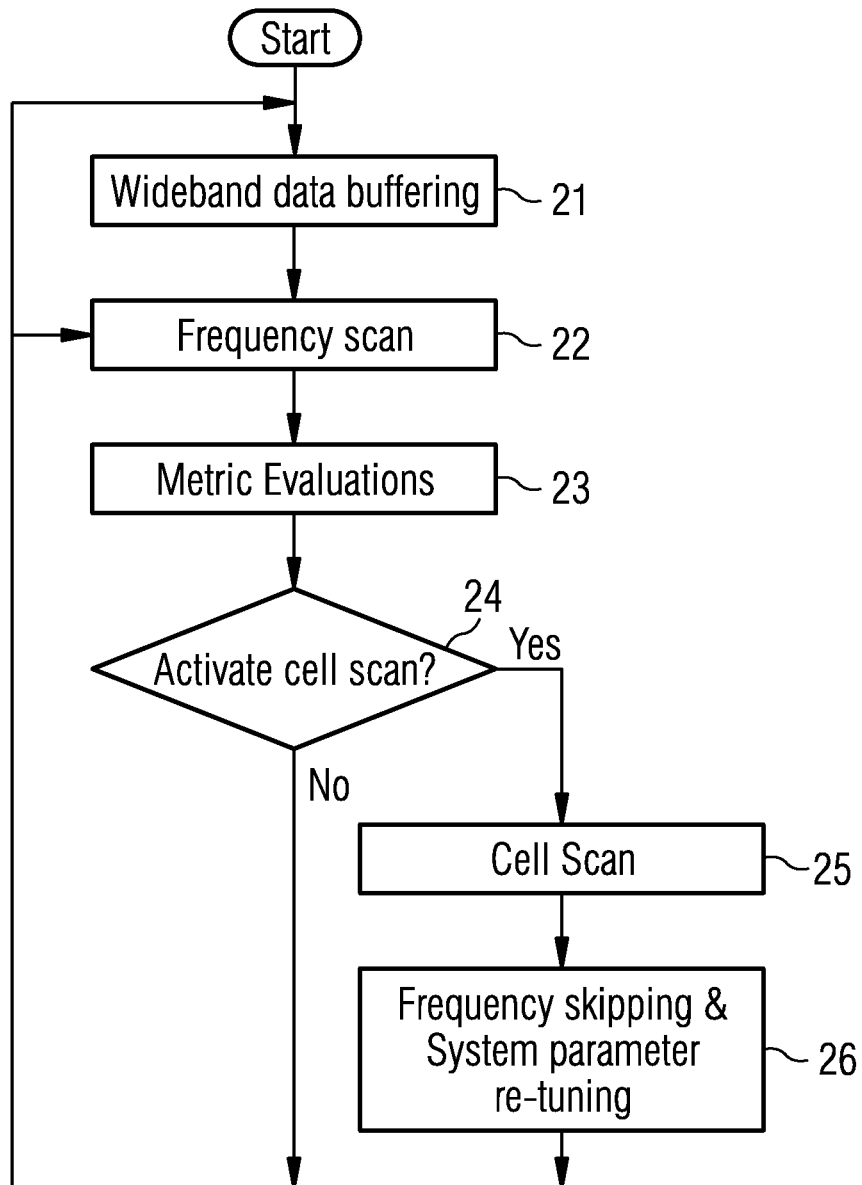 Start
Wideband data buffering
21
Frequency scan
22
Metric Evaluations
23
24
Activate cell scan?
Yes
No
Cell Scan
25
Frequency skipping &
System parameter
re-tuning
26